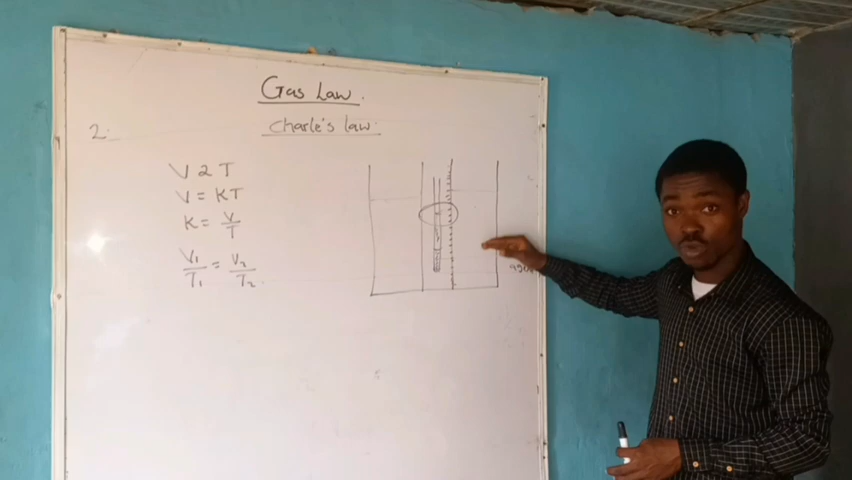 Gas Law.
Charle's law.
2.
V α T
V = KT
K = V/T
V₁/T₁ = V₂/T₂.